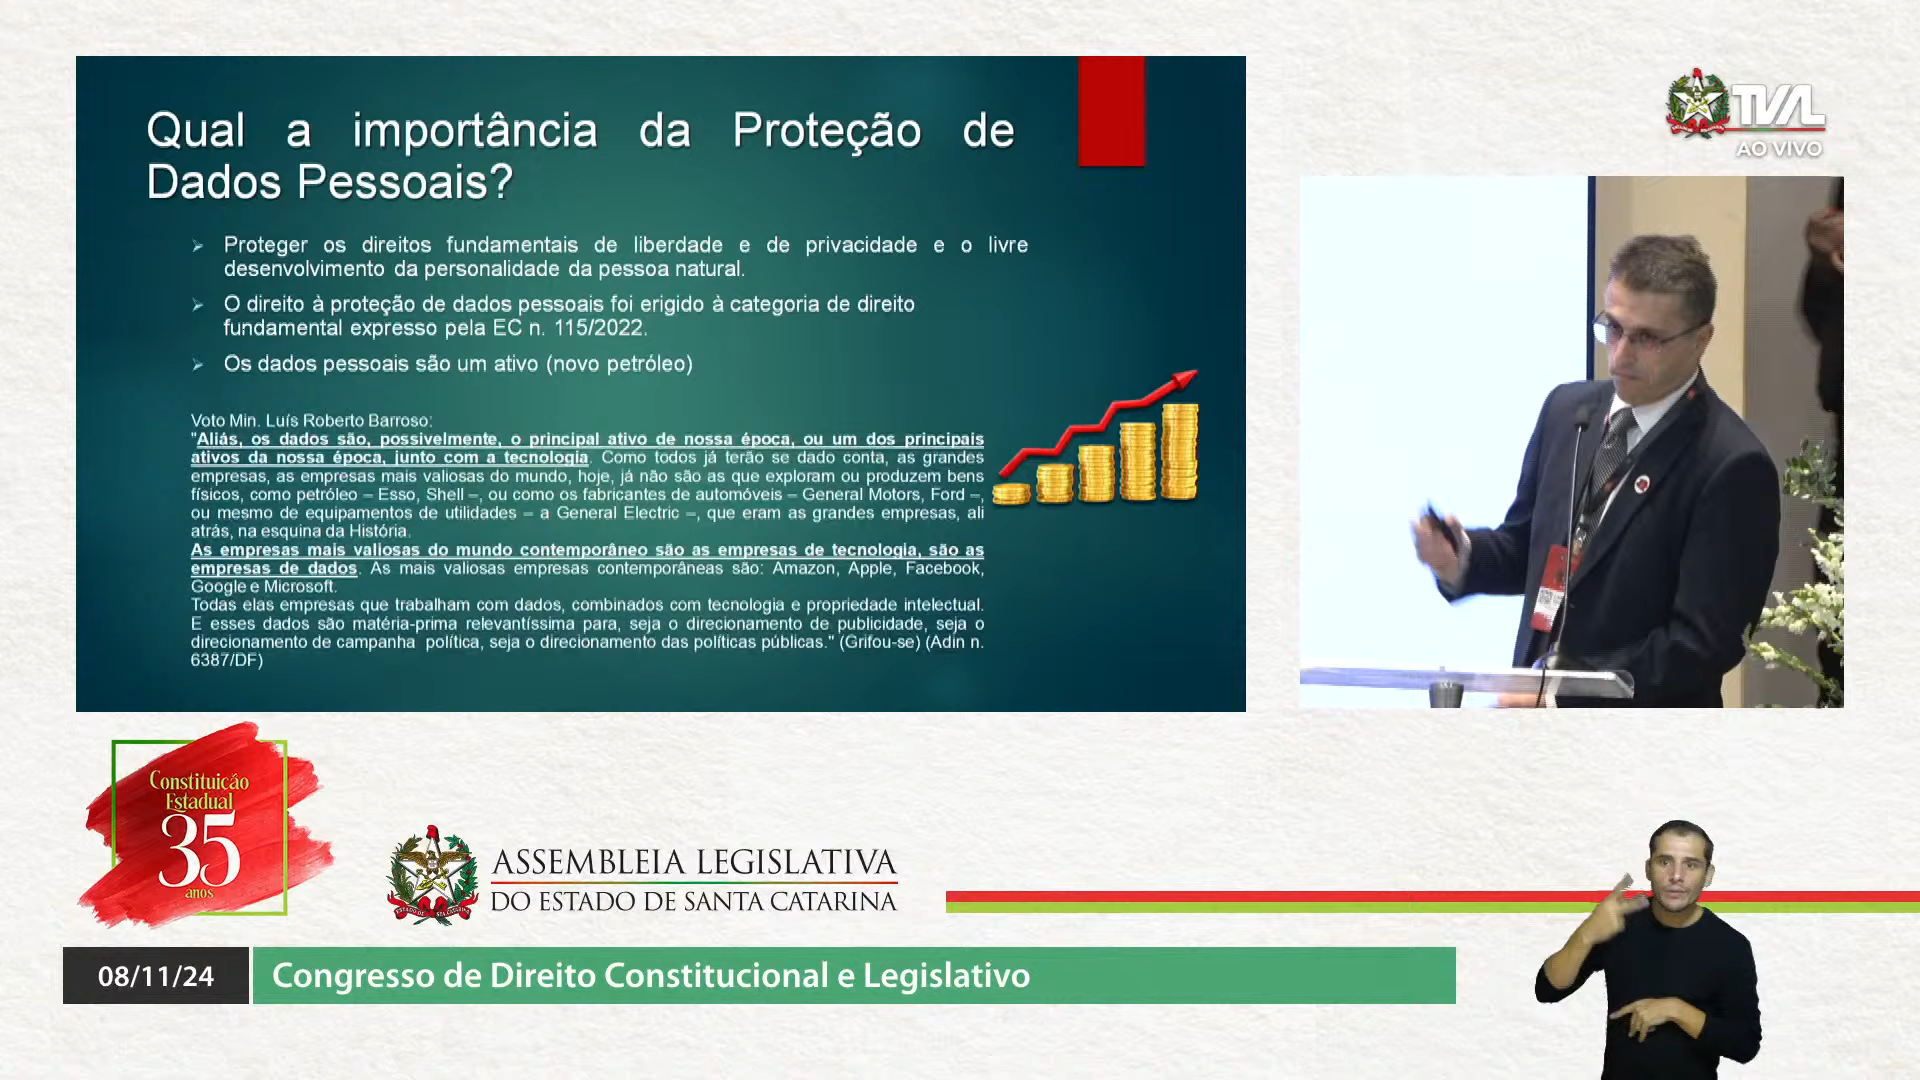 Qual a importância da Proteção de
Dados Pessoais?
Proteger os direitos fundamentais de liberdade e de privacidade e o livre
desenvolvimento da personalidade da pessoa natural.
O direito à proteção de dados pessoais foi erigido à categoria de direito
fundamental expresso pela EC n. 115/2022.
Os dados pessoais são um ativo (novo petróleo)
Voto Min. Luís Roberto Barroso:
"Aliás, os dados são, possivelmente, o principal ativo de nossa época, ou um dos principais
ativos da nossa época, junto com a tecnologia. Como todos já terão se dado conta, as grandes
empresas, as empresas mais valiosas do mundo, hoje, já não são as que exploram ou produzem bens
físicos, como petróleo – Esso, Shell –, ou como os fabricantes de automóveis – General Motors, Ford –,
ou mesmo de equipamentos de utilidades – a General Electric –, que eram as grandes empresas, ali
atrás, na esquina da História.
As empresas mais valiosas do mundo contemporâneo são as empresas de tecnologia, são as
empresas de dados. As mais valiosas empresas contemporâneas são: Amazon, Apple, Facebook,
Google e Microsoft.
Todas elas empresas que trabalham com dados, combinados com tecnologia e propriedade intelectual.
E esses dados são matéria-prima relevantíssima para, seja o direcionamento de publicidade, seja o
direcionamento de campanha política, seja o direcionamento das políticas públicas." (Grifou-se) (Adin n.
6387/DF)
TVAL
AO VIVO
Constituição
Estadual
35
anos
ASSEMBLEIA LEGISLATIVA
DO ESTADO DE SANTA CATARINA
08/11/24
Congresso de Direito Constitucional e Legislativo